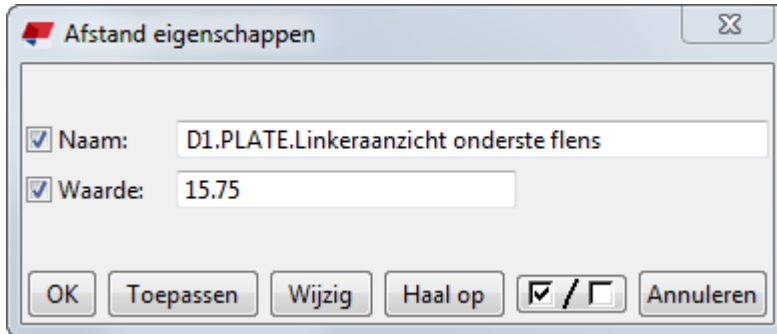 Afstand eigenschappen
Naam: D1.PLATE.Linkeraanzicht onderste flens
Waarde: 15.75
OK Toepassen Wijzig Haal op / Annuleren